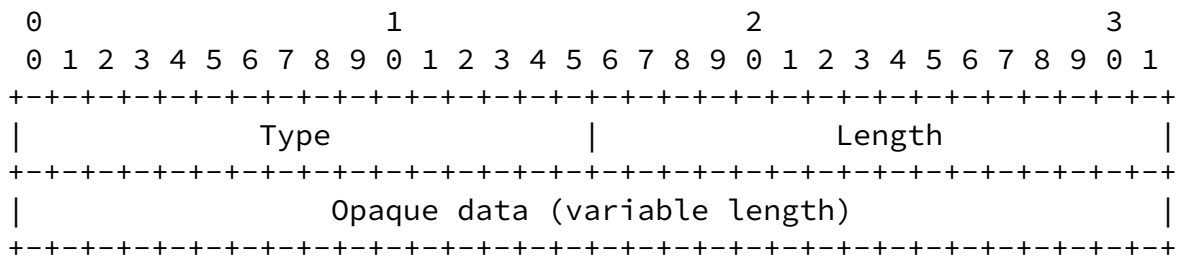 0                   1                   2                   3
 0 1 2 3 4 5 6 7 8 9 0 1 2 3 4 5 6 7 8 9 0 1 2 3 4 5 6 7 8 9 0 1
+-+-+-+-+-+-+-+-+-+-+-+-+-+-+-+-+-+-+-+-+-+-+-+-+-+-+-+-+-+-+-+-+
|             Type              |             Length            |
+-+-+-+-+-+-+-+-+-+-+-+-+-+-+-+-+-+-+-+-+-+-+-+-+-+-+-+-+-+-+-+-+
|                 Opaque data (variable length)                 |
+-+-+-+-+-+-+-+-+-+-+-+-+-+-+-+-+-+-+-+-+-+-+-+-+-+-+-+-+-+-+-+-+